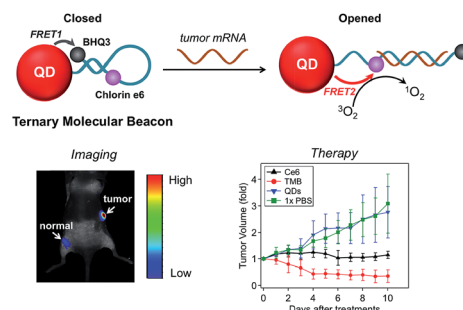 Closed
Opened
FRET1
BHQ3
tumor mRNA
QD
QD
Chlorin e6
FRET2
³O₂
¹O₂
Ternary Molecular Beacon
Imaging
Therapy
High
tumor
normal
Low
Ce6
TMB
QDs
1x PBS
Tumor Volume (fold)
4
3
2
1
0
0 2 4 6 8 10
Days after treatments